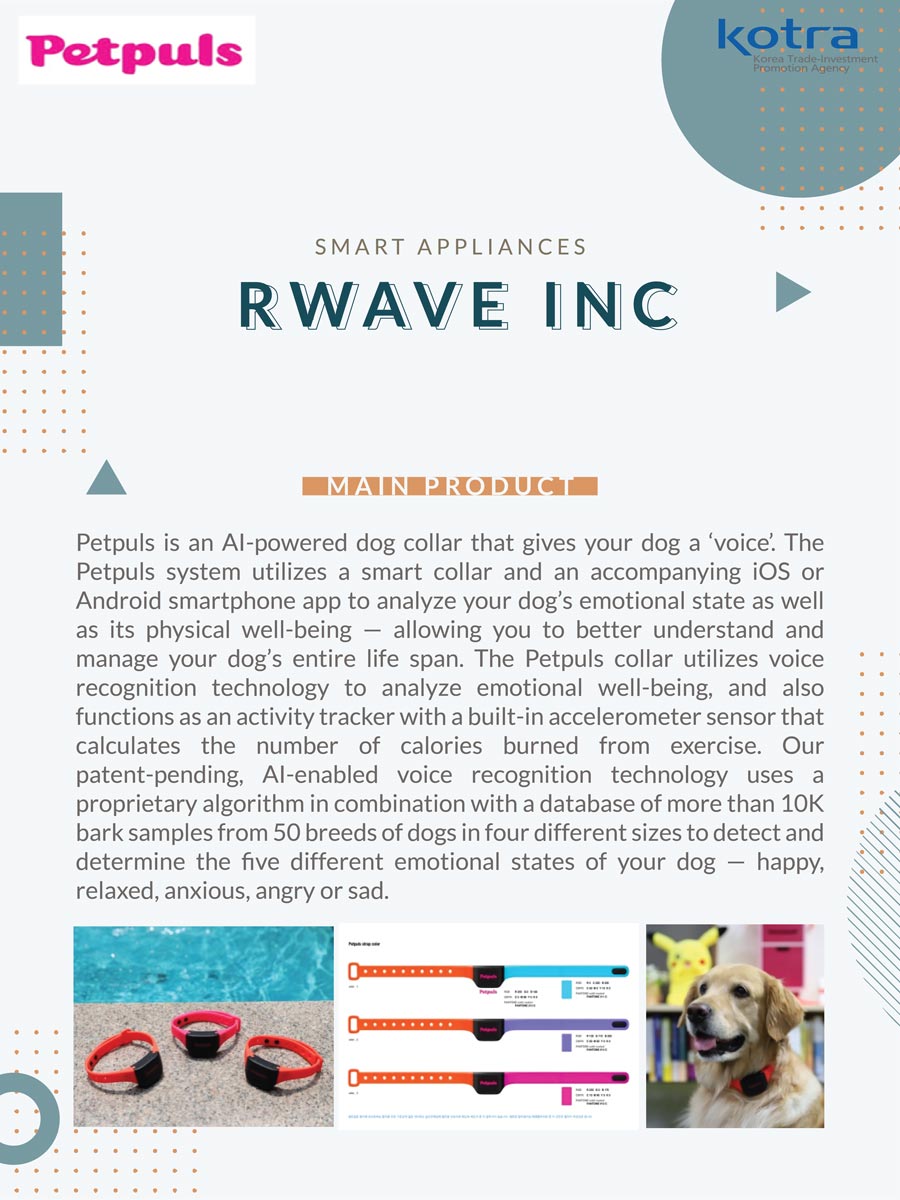 Petpuls
kotra
Korea Trade-Investment
Promotion Agency
SMART APPLIANCES
RWAVE INC
MAIN PRODUCT
Petpuls is an AI-powered dog collar that gives your dog a ‘voice’. The
Petpuls system utilizes a smart collar and an accompanying iOS or
Android smartphone app to analyze your dog’s emotional state as well
as its physical well-being — allowing you to better understand and
manage your dog’s entire life span. The Petpuls collar utilizes voice
recognition technology to analyze emotional well-being, and also
functions as an activity tracker with a built-in accelerometer sensor that
calculates the number of calories burned from exercise. Our
patent-pending, AI-enabled voice recognition technology uses a
proprietary algorithm in combination with a database of more than 10K
bark samples from 50 breeds of dogs in four different sizes to detect and
determine the five different emotional states of your dog — happy,
relaxed, anxious, angry or sad.
Petpuls strap color
Petpuls
Petpuls
Petpuls
Petpuls